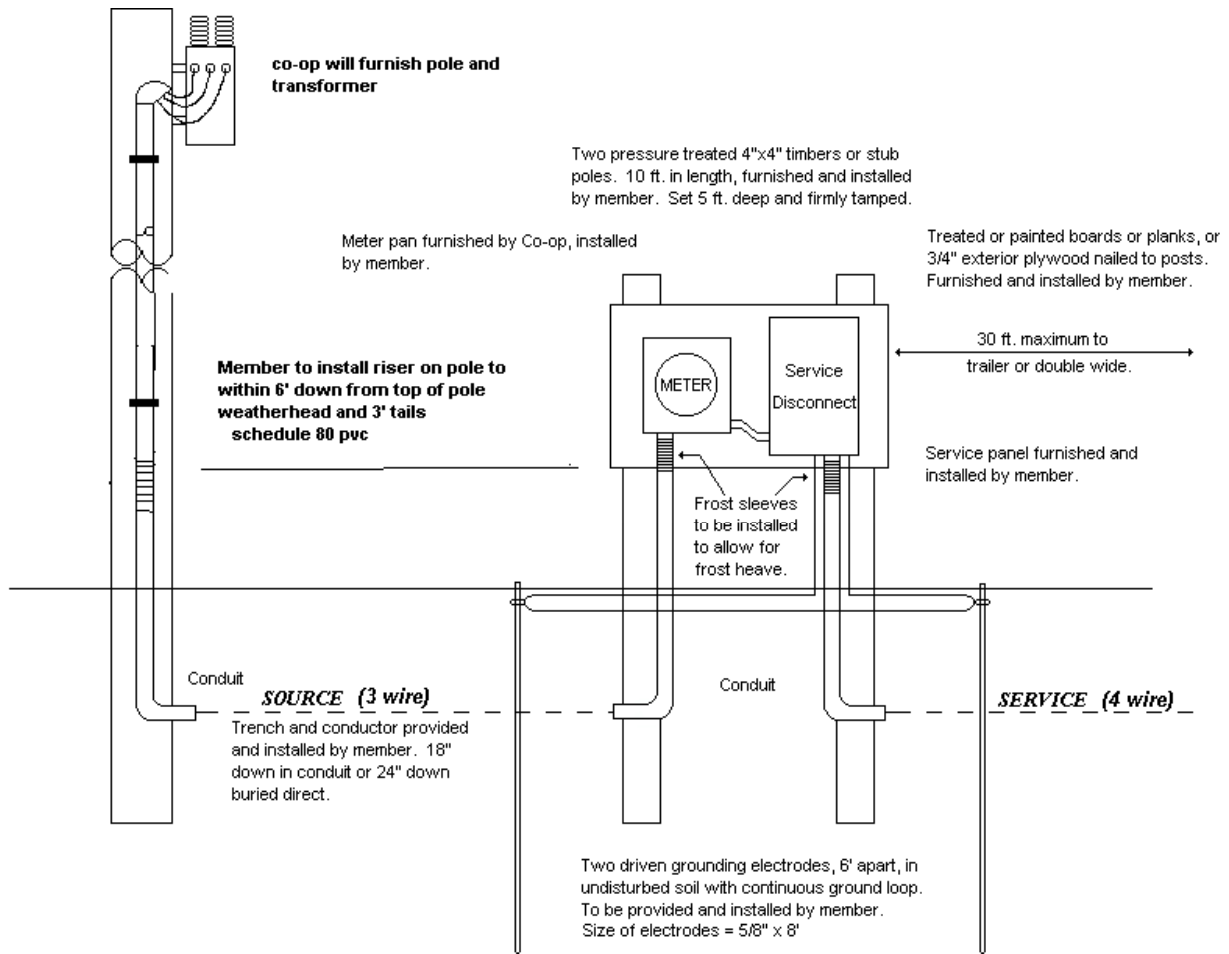 co-op will furnish pole and
transformer
Two pressure treated 4"x4" timbers or stub
poles. 10 ft. in length, furnished and installed
by member. Set 5 ft. deep and firmly tamped.
Meter pan furnished by Co-op, installed
by member.
Treated or painted boards or planks, or
3/4" exterior plywood nailed to posts.
Furnished and installed by member.
30 ft. maximum to
trailer or double wide.
Member to install riser on pole to
within 6' down from top of pole
weatherhead and 3' tails
schedule 80 pvc
METER
Service
Disconnect
Service panel furnished and
installed by member.
Frost sleeves
to be installed
to allow for
frost heave.
Conduit
SOURCE (3 wire)
Trench and conductor provided
and installed by member. 18"
down in conduit or 24" down
buried direct.
Conduit
SERVICE (4 wire)
Two driven grounding electrodes, 6' apart, in
undisturbed soil with continuous ground loop.
To be provided and installed by member.
Size of electrodes = 5/8" x 8'